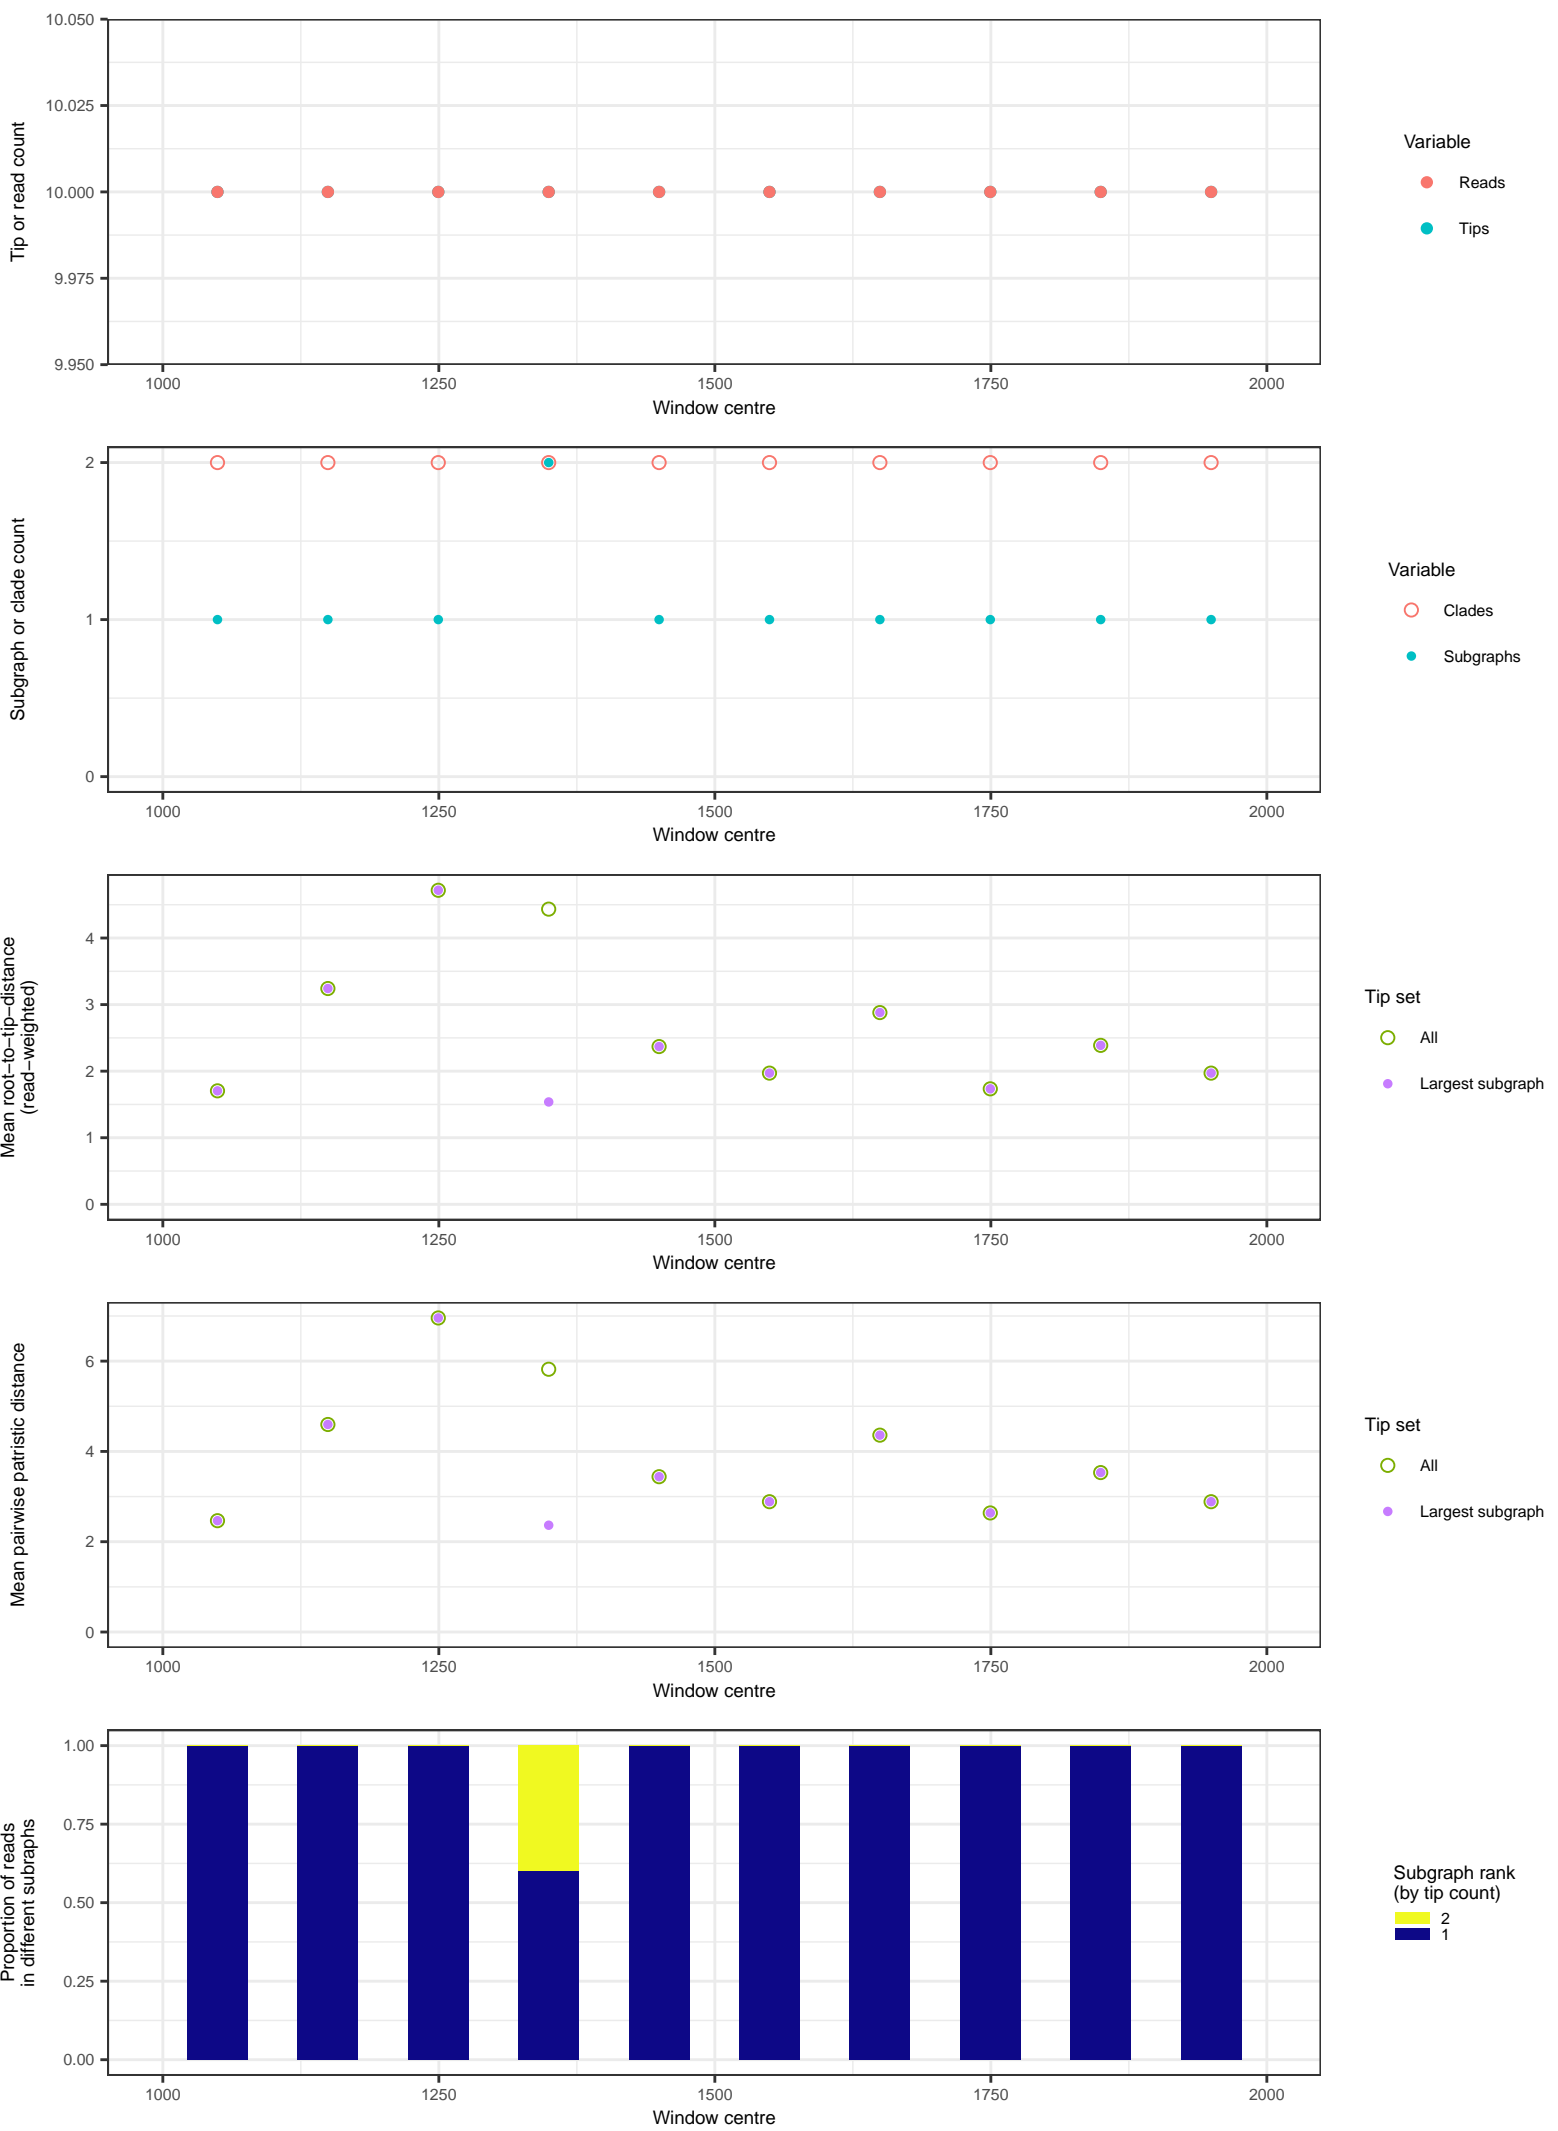 10.050
10.025
10.000
9.975
9.950
Tip or read count
1000 1250 1500 1750 2000
Window centre
Variable
Reads
Tips
2
1
0
Subgraph or clade count
1000 1250 1500 1750 2000
Window centre
Variable
Clades
Subgraphs
4
3
2
1
0
Mean root−to−tip−distance
(read−weighted)
1000 1250 1500 1750 2000
Window centre
Tip set
All
Largest subgraph
6
4
2
0
Mean pairwise patristic distance
1000 1250 1500 1750 2000
Window centre
Tip set
All
Largest subgraph
1.00
0.75
0.50
0.25
0.00
Proportion of reads
in different subraphs
1000 1250 1500 1750 2000
Window centre
Subgraph rank
(by tip count)
2
1